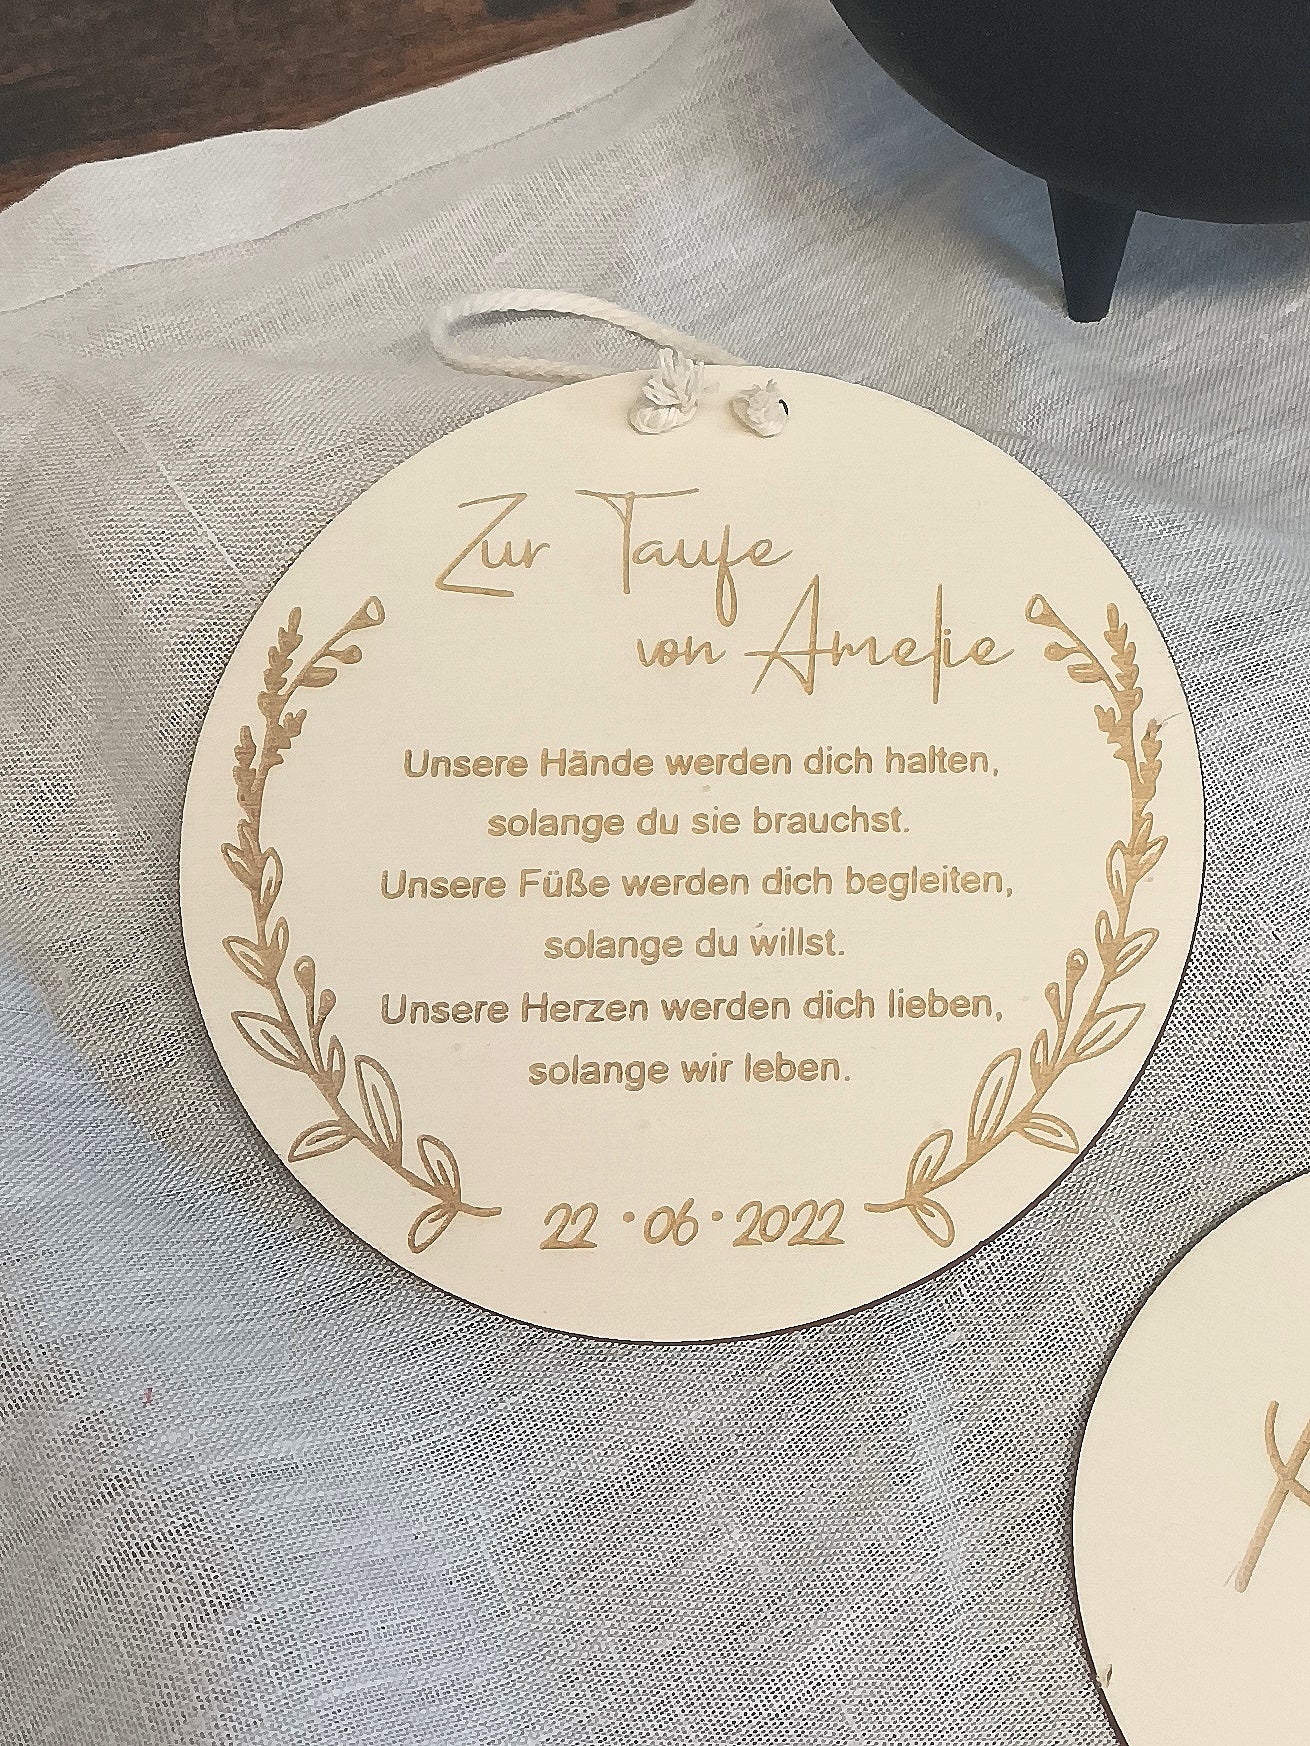 Zur Taufe
von Amelie
Unsere Hände werden dich halten,
solange du sie brauchst.
Unsere Füße werden dich begleiten,
solange du willst.
Unsere Herzen werden dich lieben,
solange wir leben.
22 • 06 • 2022